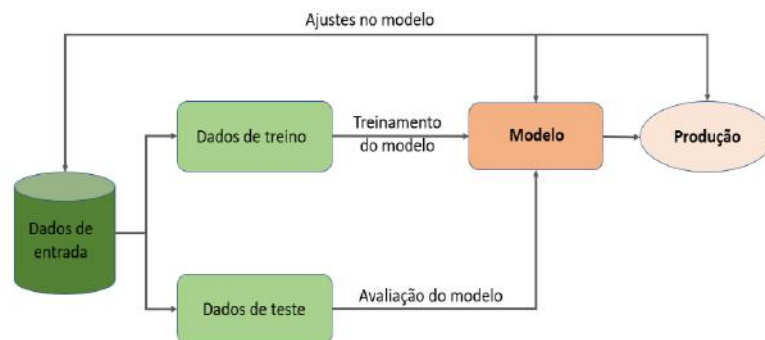 Ajustes no modelo
Dados de treino
Treinamento
do modelo
Modelo
Produção
Dados de
entrada
Dados de teste
Avaliação do modelo